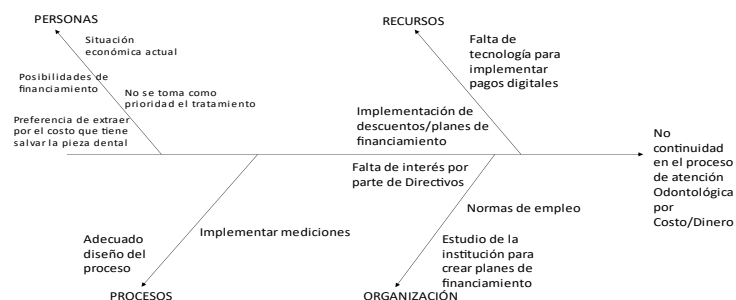 PERSONAS
Situación
económica actual
Posibilidades de
financiamiento
No se toma como
prioridad el tratamiento
Preferencia de extraer
por el costo que tiene
salvar la pieza dental
RECURSOS
Falta de
tecnología para
implementar
pagos digitales
Implementación de
descuentos/planes de
financiamiento
No
continuidad
en el proceso
de atención
Odontológica
por
Costo/Dinero
Adecuado
diseño del
proceso
Implementar mediciones
PROCESOS
Falta de interés por
parte de Directivos
Normas de empleo
Estudio de la
institución para
crear planes de
financiamiento
ORGANIZACIÓN